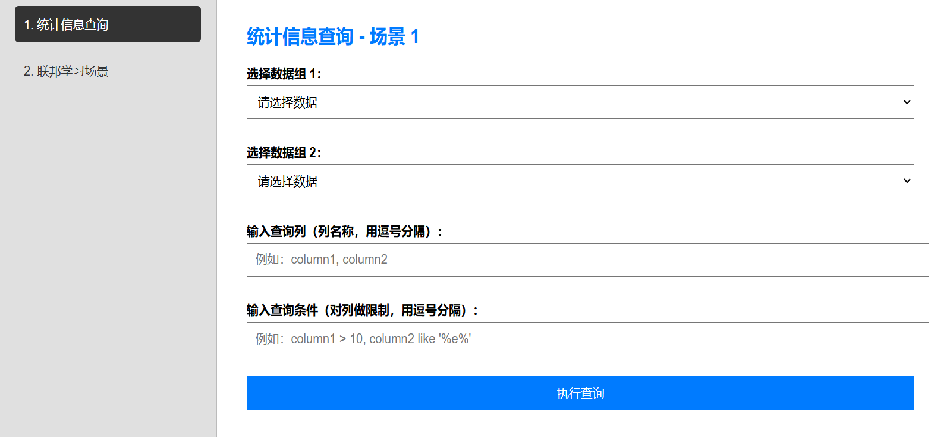 1. 统计信息查询
2. 联邦学习场景
统计信息查询 - 场景 1
选择数据组 1：
请选择数据
选择数据组 2：
请选择数据
输入查询列（列名称，用逗号分隔）：
例如：column1, column2
输入查询条件（对列做限制，用逗号分隔）：
例如：column1 > 10, column2 like '%e%'
执行查询